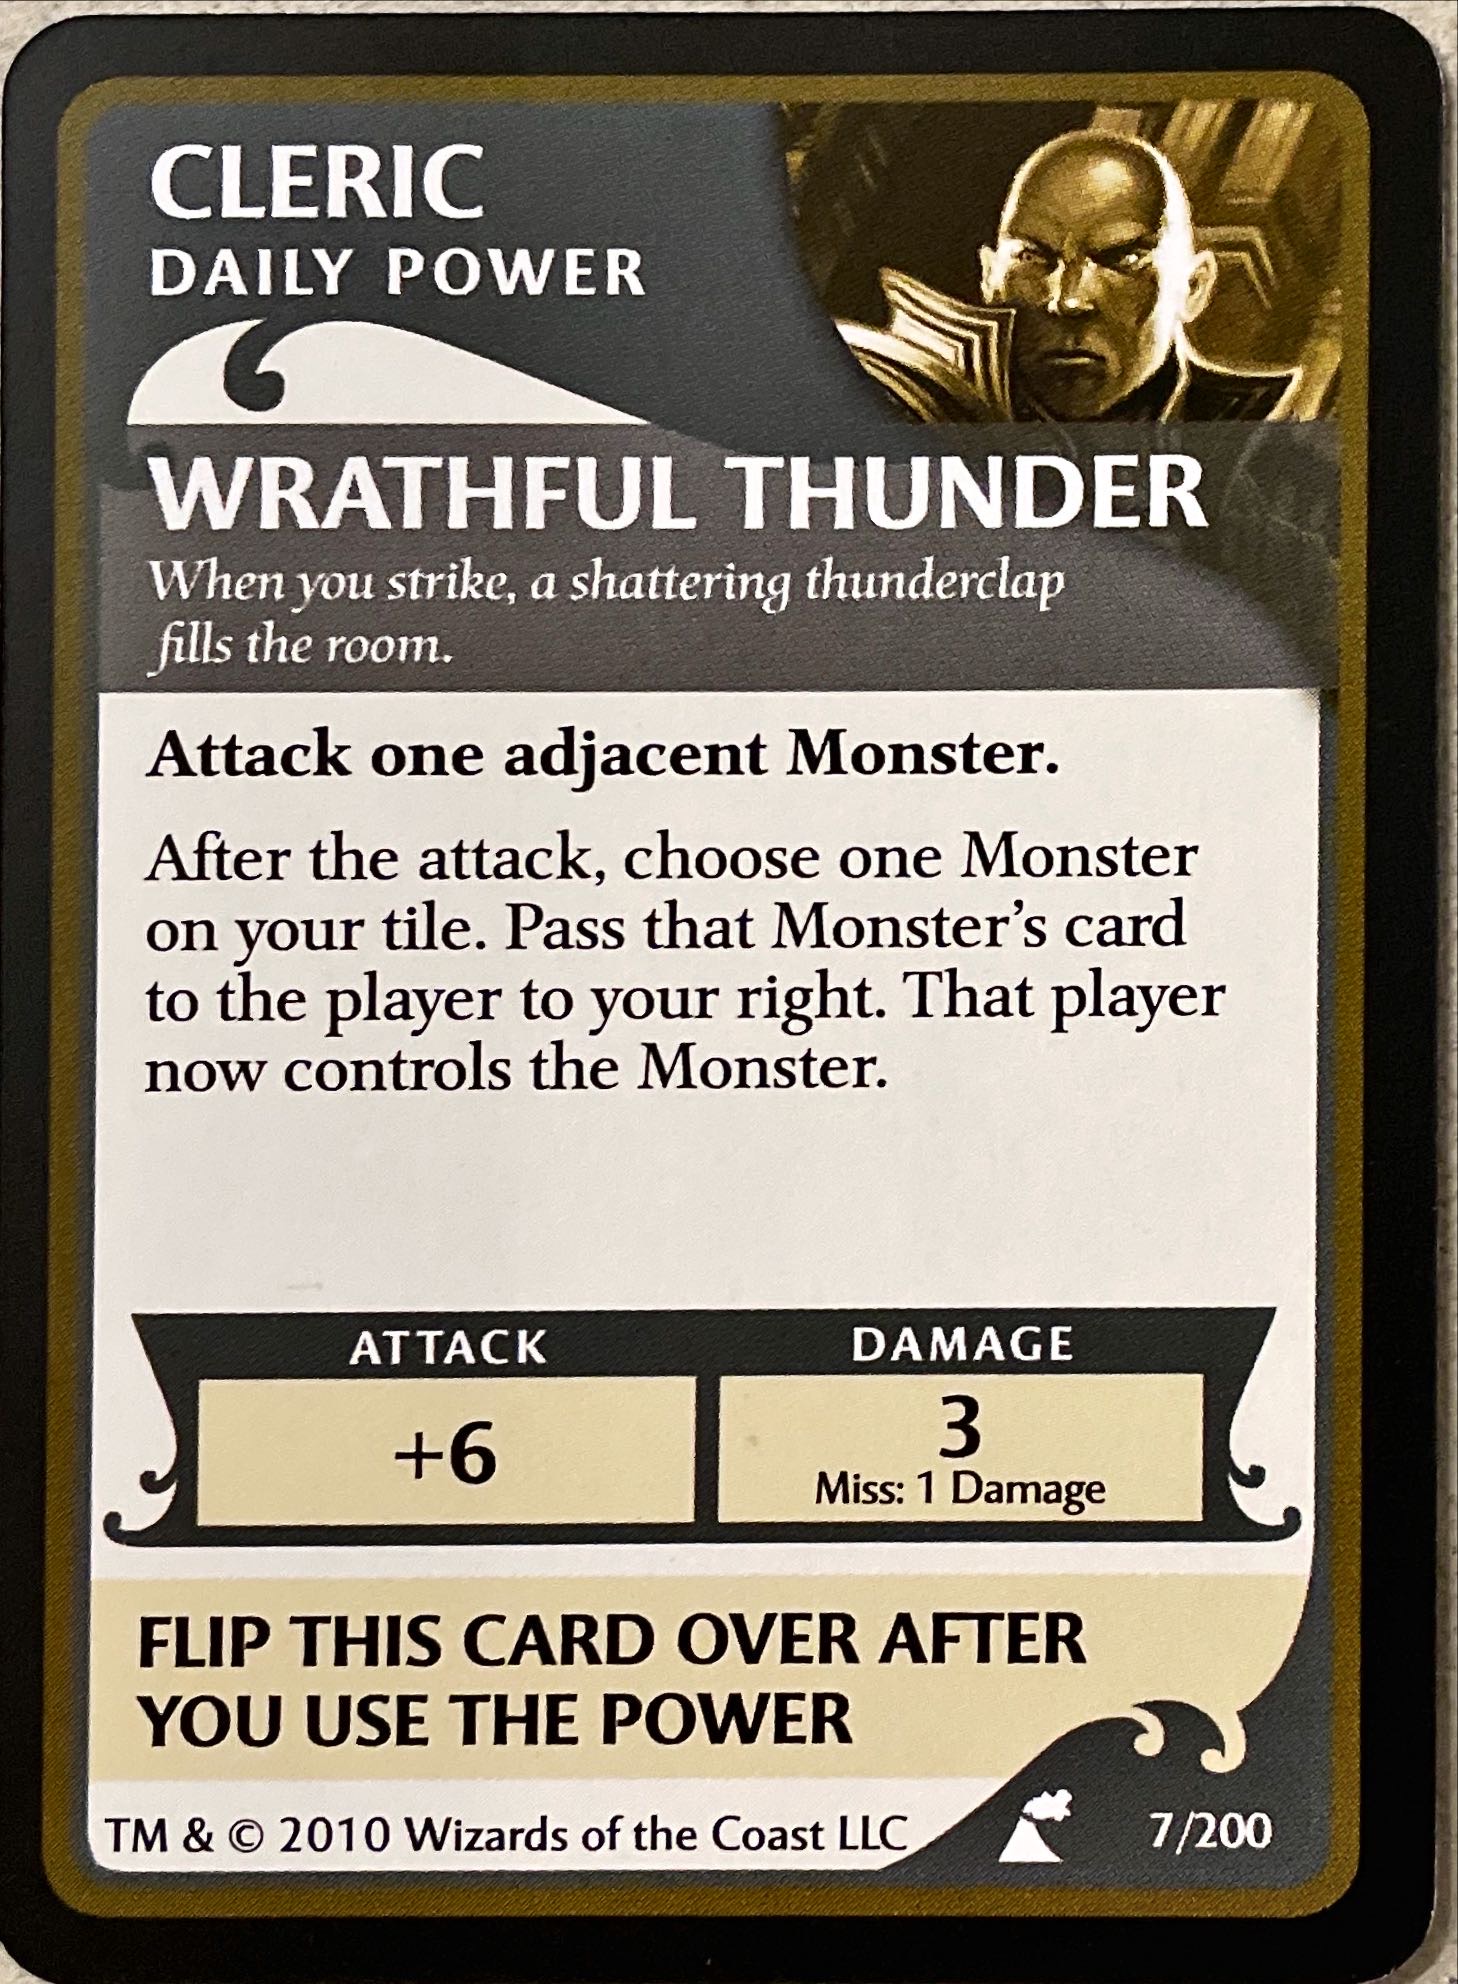 CLERIC
DAILY POWER
WRATHFUL THUNDER
When you strike, a shattering thunderclap
fills the room.
Attack one adjacent Monster.
After the attack, choose one Monster
on your tile. Pass that Monster’s card
to the player to your right. That player
now controls the Monster.
ATTACK
DAMAGE
+6
3
Miss: 1 Damage
FLIP THIS CARD OVER AFTER
YOU USE THE POWER
TM & © 2010 Wizards of the Coast LLC
7/200